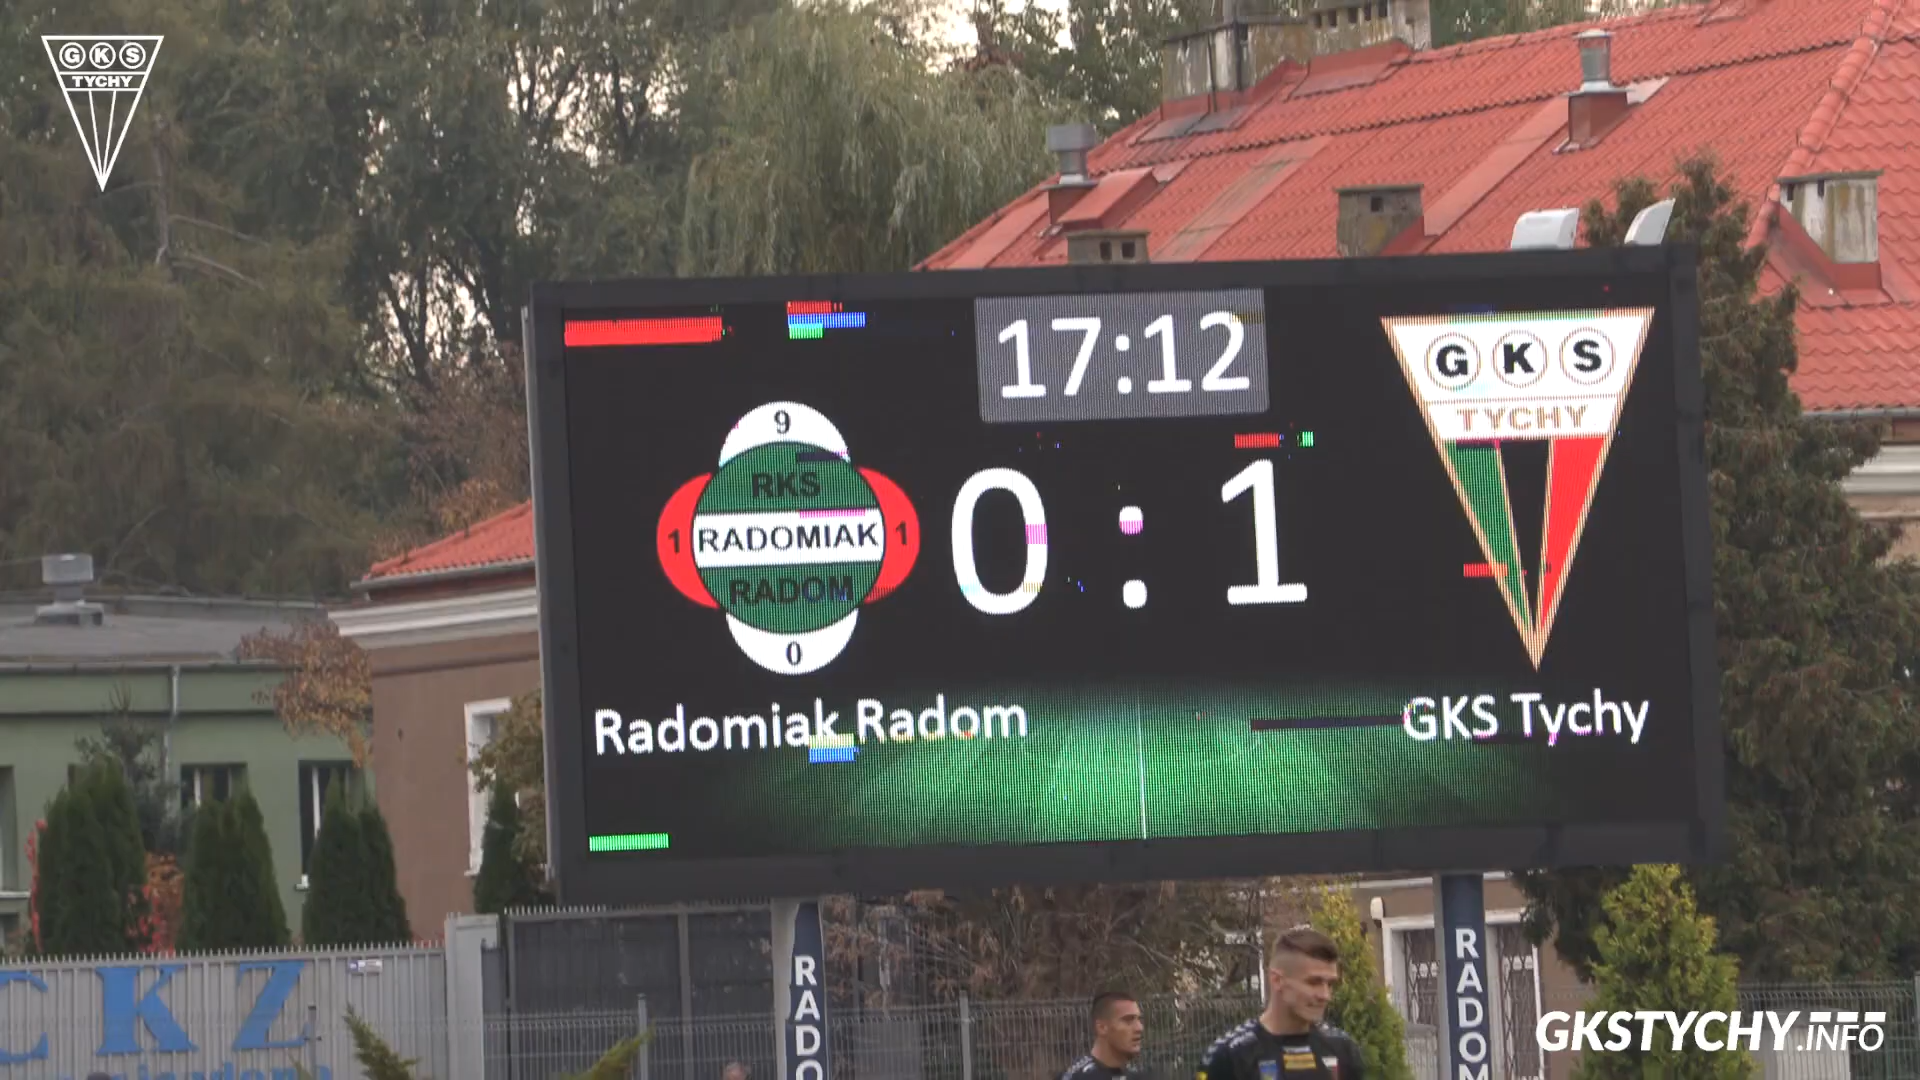 GKS
TYCHY
17:12
GKS
TYCHY
9
RKS
1 RADOMIAK 1
RADOM
0
0 : 1
Radomiak Radom
GKS Tychy
CKZ
RADO
RADOM
GKSTYCHY.INFO